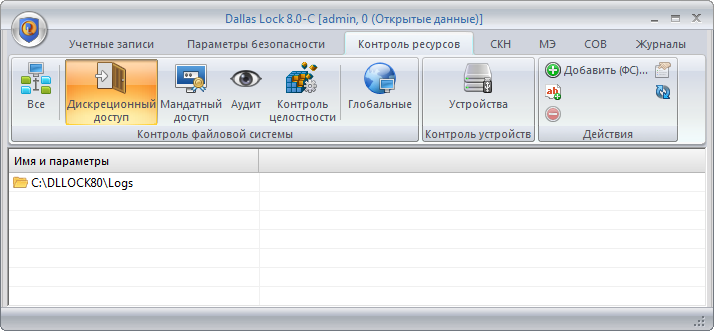 Dallas Lock 8.0-C [admin, 0 (Открытые данные)]
Учетные записи Параметры безопасности Контроль ресурсов СКН МЭ СОВ Журналы
Все Дискреционный доступ Мандатный доступ Аудит Контроль целостности Глобальные Устройства Добавить (ФС)...
ab
Контроль файловой системы Контроль устройств Действия
Имя и параметры
C:\DLLOCK80\Logs